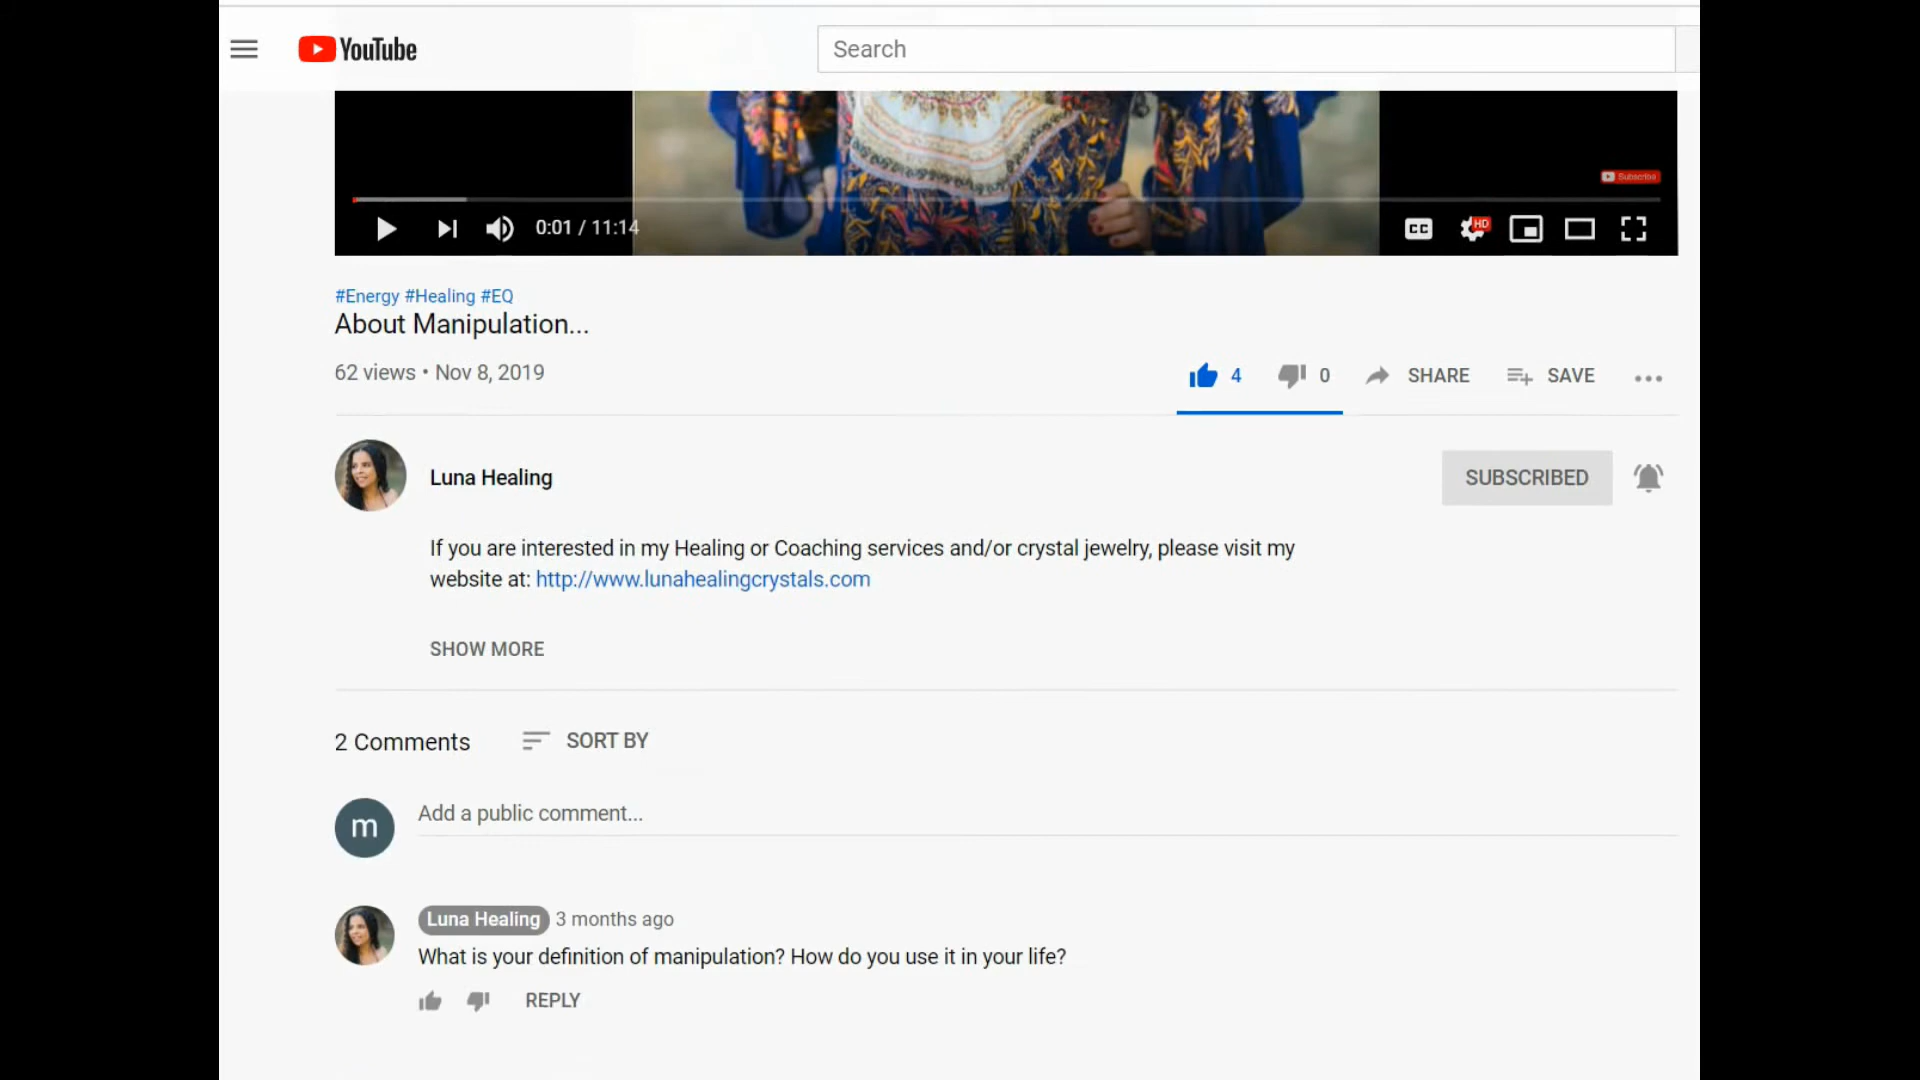 YouTube
Search
Subscribe
0:01 / 11:14
CC
HD
#Energy #Healing #EQ
About Manipulation...
62 views • Nov 8, 2019
4
0
SHARE
SAVE
Luna Healing
SUBSCRIBED
If you are interested in my Healing or Coaching services and/or crystal jewelry, please visit my
website at: http://www.lunahealingcrystals.com
SHOW MORE
2 Comments
SORT BY
m
Add a public comment...
Luna Healing 3 months ago
What is your definition of manipulation? How do you use it in your life?
REPLY